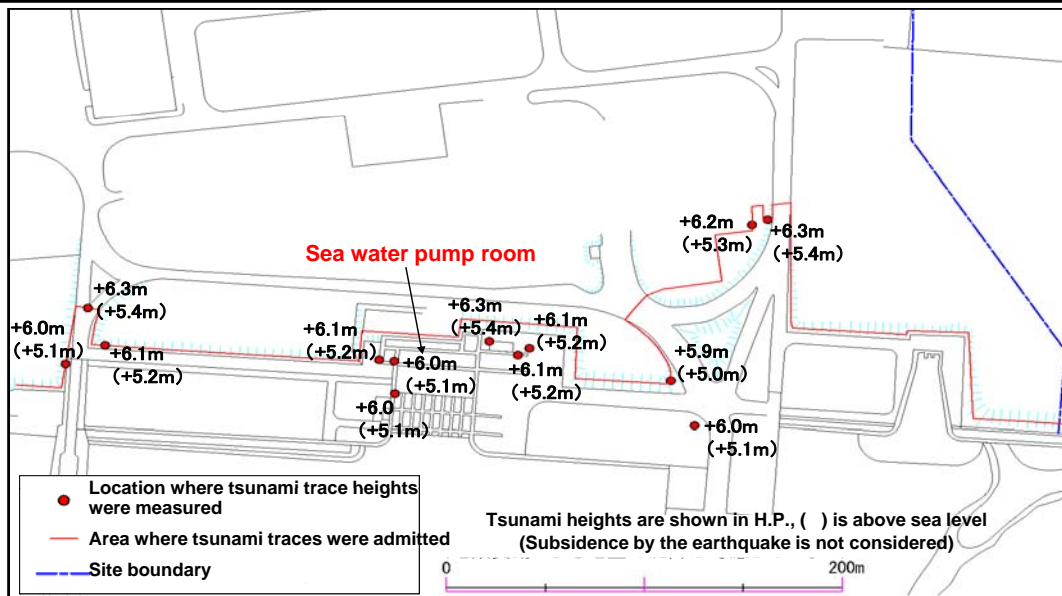 +6.2m
(+5.3m)
+6.3m
(+5.4m)
Sea water pump room
+6.3m
(+5.4m)
+6.0m
(+5.1m)
+6.1m
(+5.2m)
+6.1m
(+5.2m)
+6.3m
(+5.4m)
+6.1m
(+5.2m)
+6.0m
(+5.1m)
+6.1m
(+5.2m)
+5.9m
(+5.0m)
+6.0
(+5.1m)
+6.0m
(+5.1m)
Location where tsunami trace heights
were measured
Area where tsunami traces were admitted
Site boundary
Tsunami heights are shown in H.P., ( ) is above sea level
(Subsidence by the earthquake is not considered)
0
200m